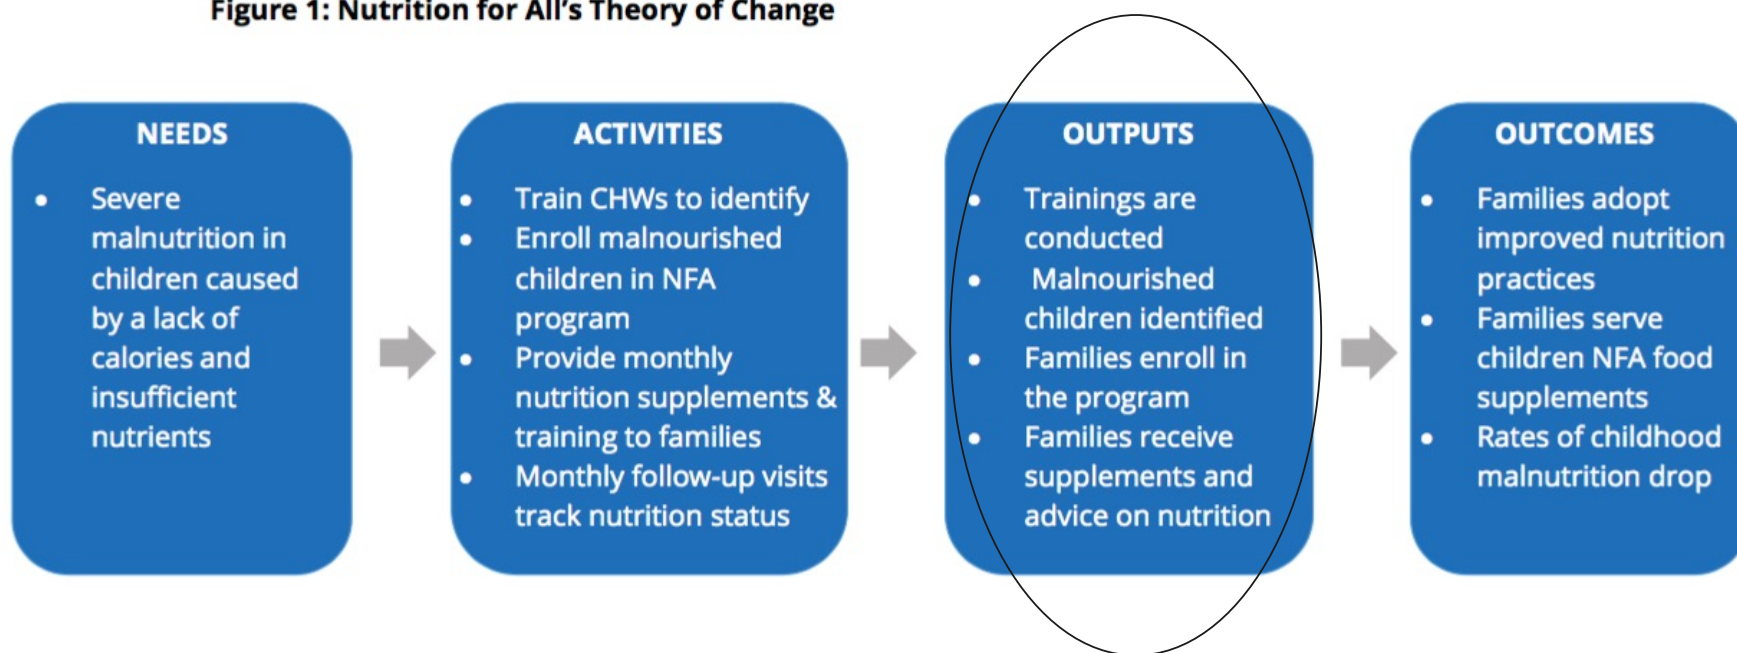 Figure 1: Nutrition for All's Theory of Change
NEEDS
• Severe
malnutrition in
children caused
by a lack of
calories and
insufficient
nutrients
ACTIVITIES
• Train CHWs to identify
• Enroll malnourished
children in NFA
program
• Provide monthly
nutrition supplements &
training to families
• Monthly follow-up visits
track nutrition status
OUTPUTS
• Trainings are
conducted
• Malnourished
children identified
• Families enroll in
the program
• Families receive
supplements and
advice on nutrition
OUTCOMES
• Families adopt
improved nutrition
practices
• Families serve
children NFA food
supplements
• Rates of childhood
malnutrition drop